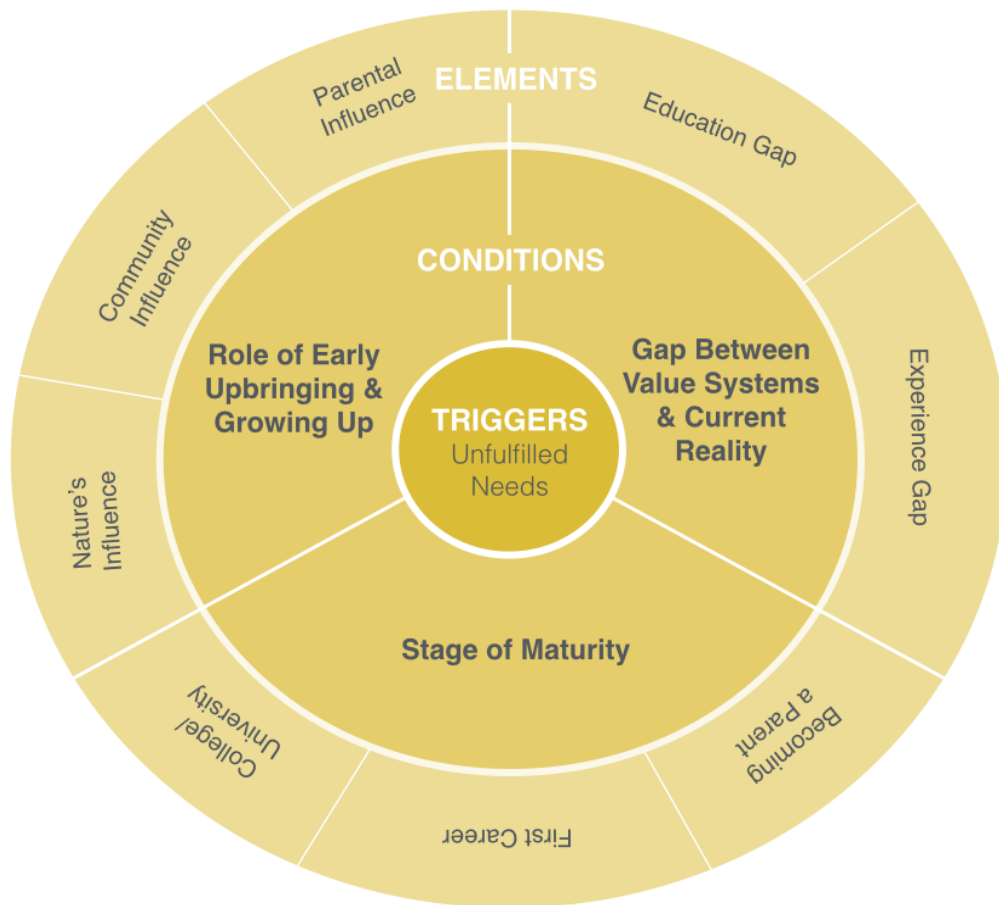 ELEMENTS
Parental
Influence
Education Gap
Community
Influence
CONDITIONS
Role of Early
Upbringing &
Growing Up
Gap Between
Value Systems
& Current
Reality
Experience Gap
TRIGGERS
Unfulfilled
Needs
Nature's
Influence
Stage of Maturity
College/
University
First Career
Becoming
a Parent